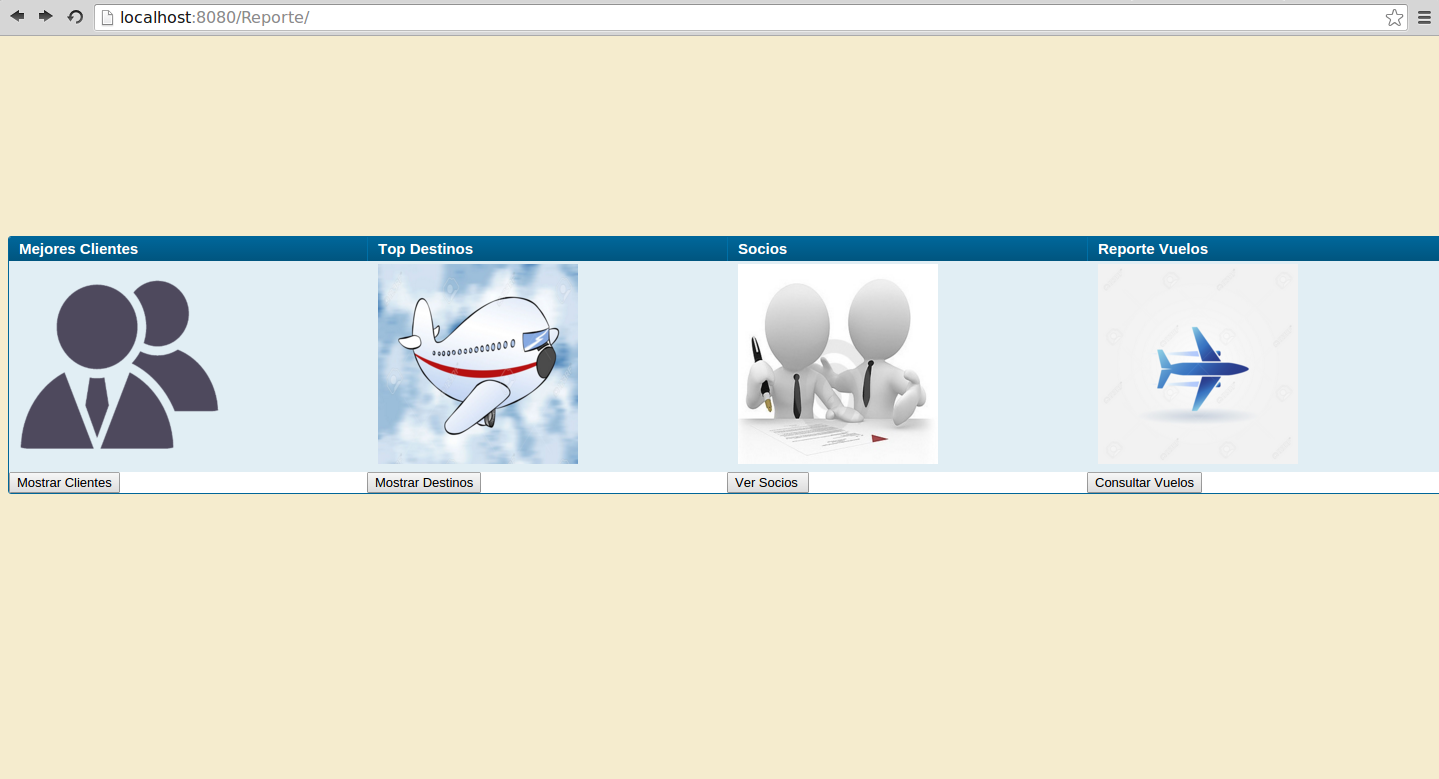 localhost:8080/Reporte/
Mejores Clientes Top Destinos Socios Reporte Vuelos
Mostrar Clientes Mostrar Destinos Ver Socios Consultar Vuelos